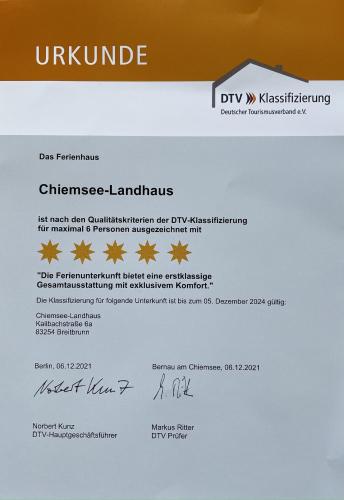 URKUNDE
DTV Klassifizierung
Deutscher Tourismusverband e.V.
Das Ferienhaus
Chiemsee-Landhaus
ist nach den Qualitätskriterien der DTV-Klassifizierung
für maximal 6 Personen ausgezeichnet mit
"Die Ferienunterkunft bietet eine erstklassige
Gesamtausstattung mit exklusivem Komfort."
Die Klassifizierung für folgende Unterkunft ist bis zum 05. Dezember 2024 gültig:
Chiemsee-Landhaus
Kailbachstraße 6a
83254 Breitbrunn
Berlin, 06.12.2021
Bernau am Chiemsee, 06.12.2021
Norbert Kunz
Norbert Kunz
DTV-Hauptgeschäftsführer
Markus Ritter
DTV Prüfer